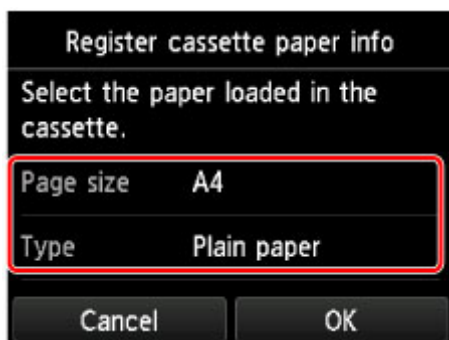 Register cassette paper info
Select the paper loaded in the
cassette.
Page size A4
Type Plain paper
Cancel OK